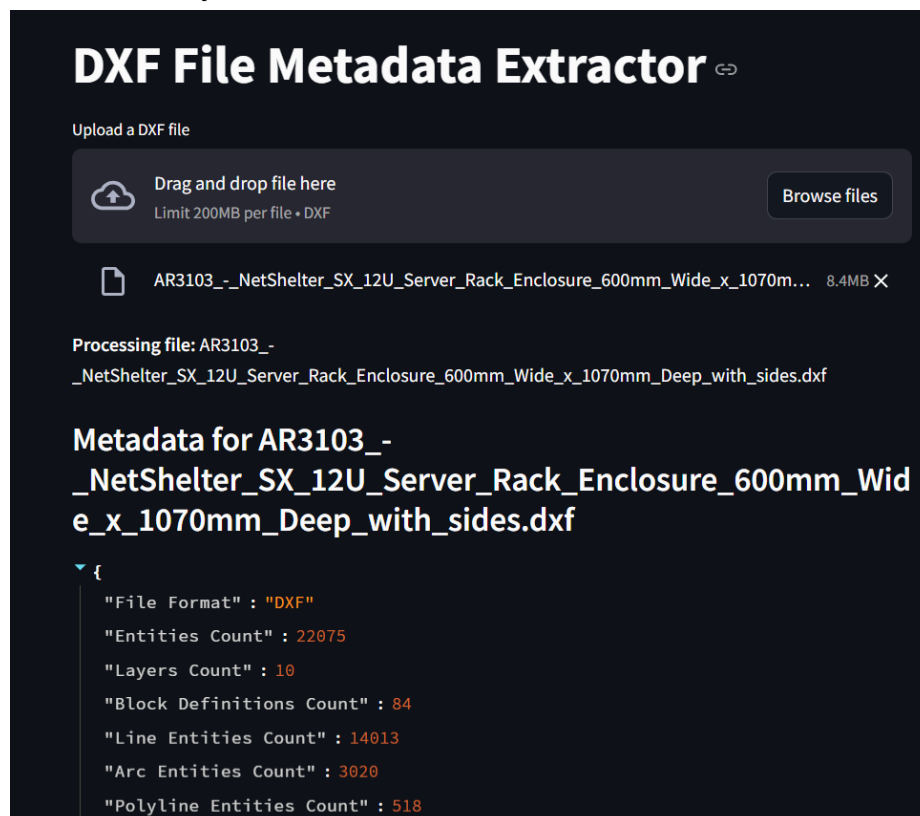 DXF File Metadata Extractor
Upload a DXF file
Drag and drop file here
Limit 200MB per file • DXF
Browse files
AR3103_-_NetShelter_SX_12U_Server_Rack_Enclosure_600mm_Wide_x_1070m... 8.4MB
Processing file: AR3103_-
_NetShelter_SX_12U_Server_Rack_Enclosure_600mm_Wide_x_1070mm_Deep_with_sides.dxf
Metadata for AR3103_-
_NetShelter_SX_12U_Server_Rack_Enclosure_600mm_Wid
e_x_1070mm_Deep_with_sides.dxf
{
"File Format" : "DXF"
"Entities Count" : 22075
"Layers Count" : 10
"Block Definitions Count" : 84
"Line Entities Count" : 14013
"Arc Entities Count" : 3020
"Polyline Entities Count" : 518